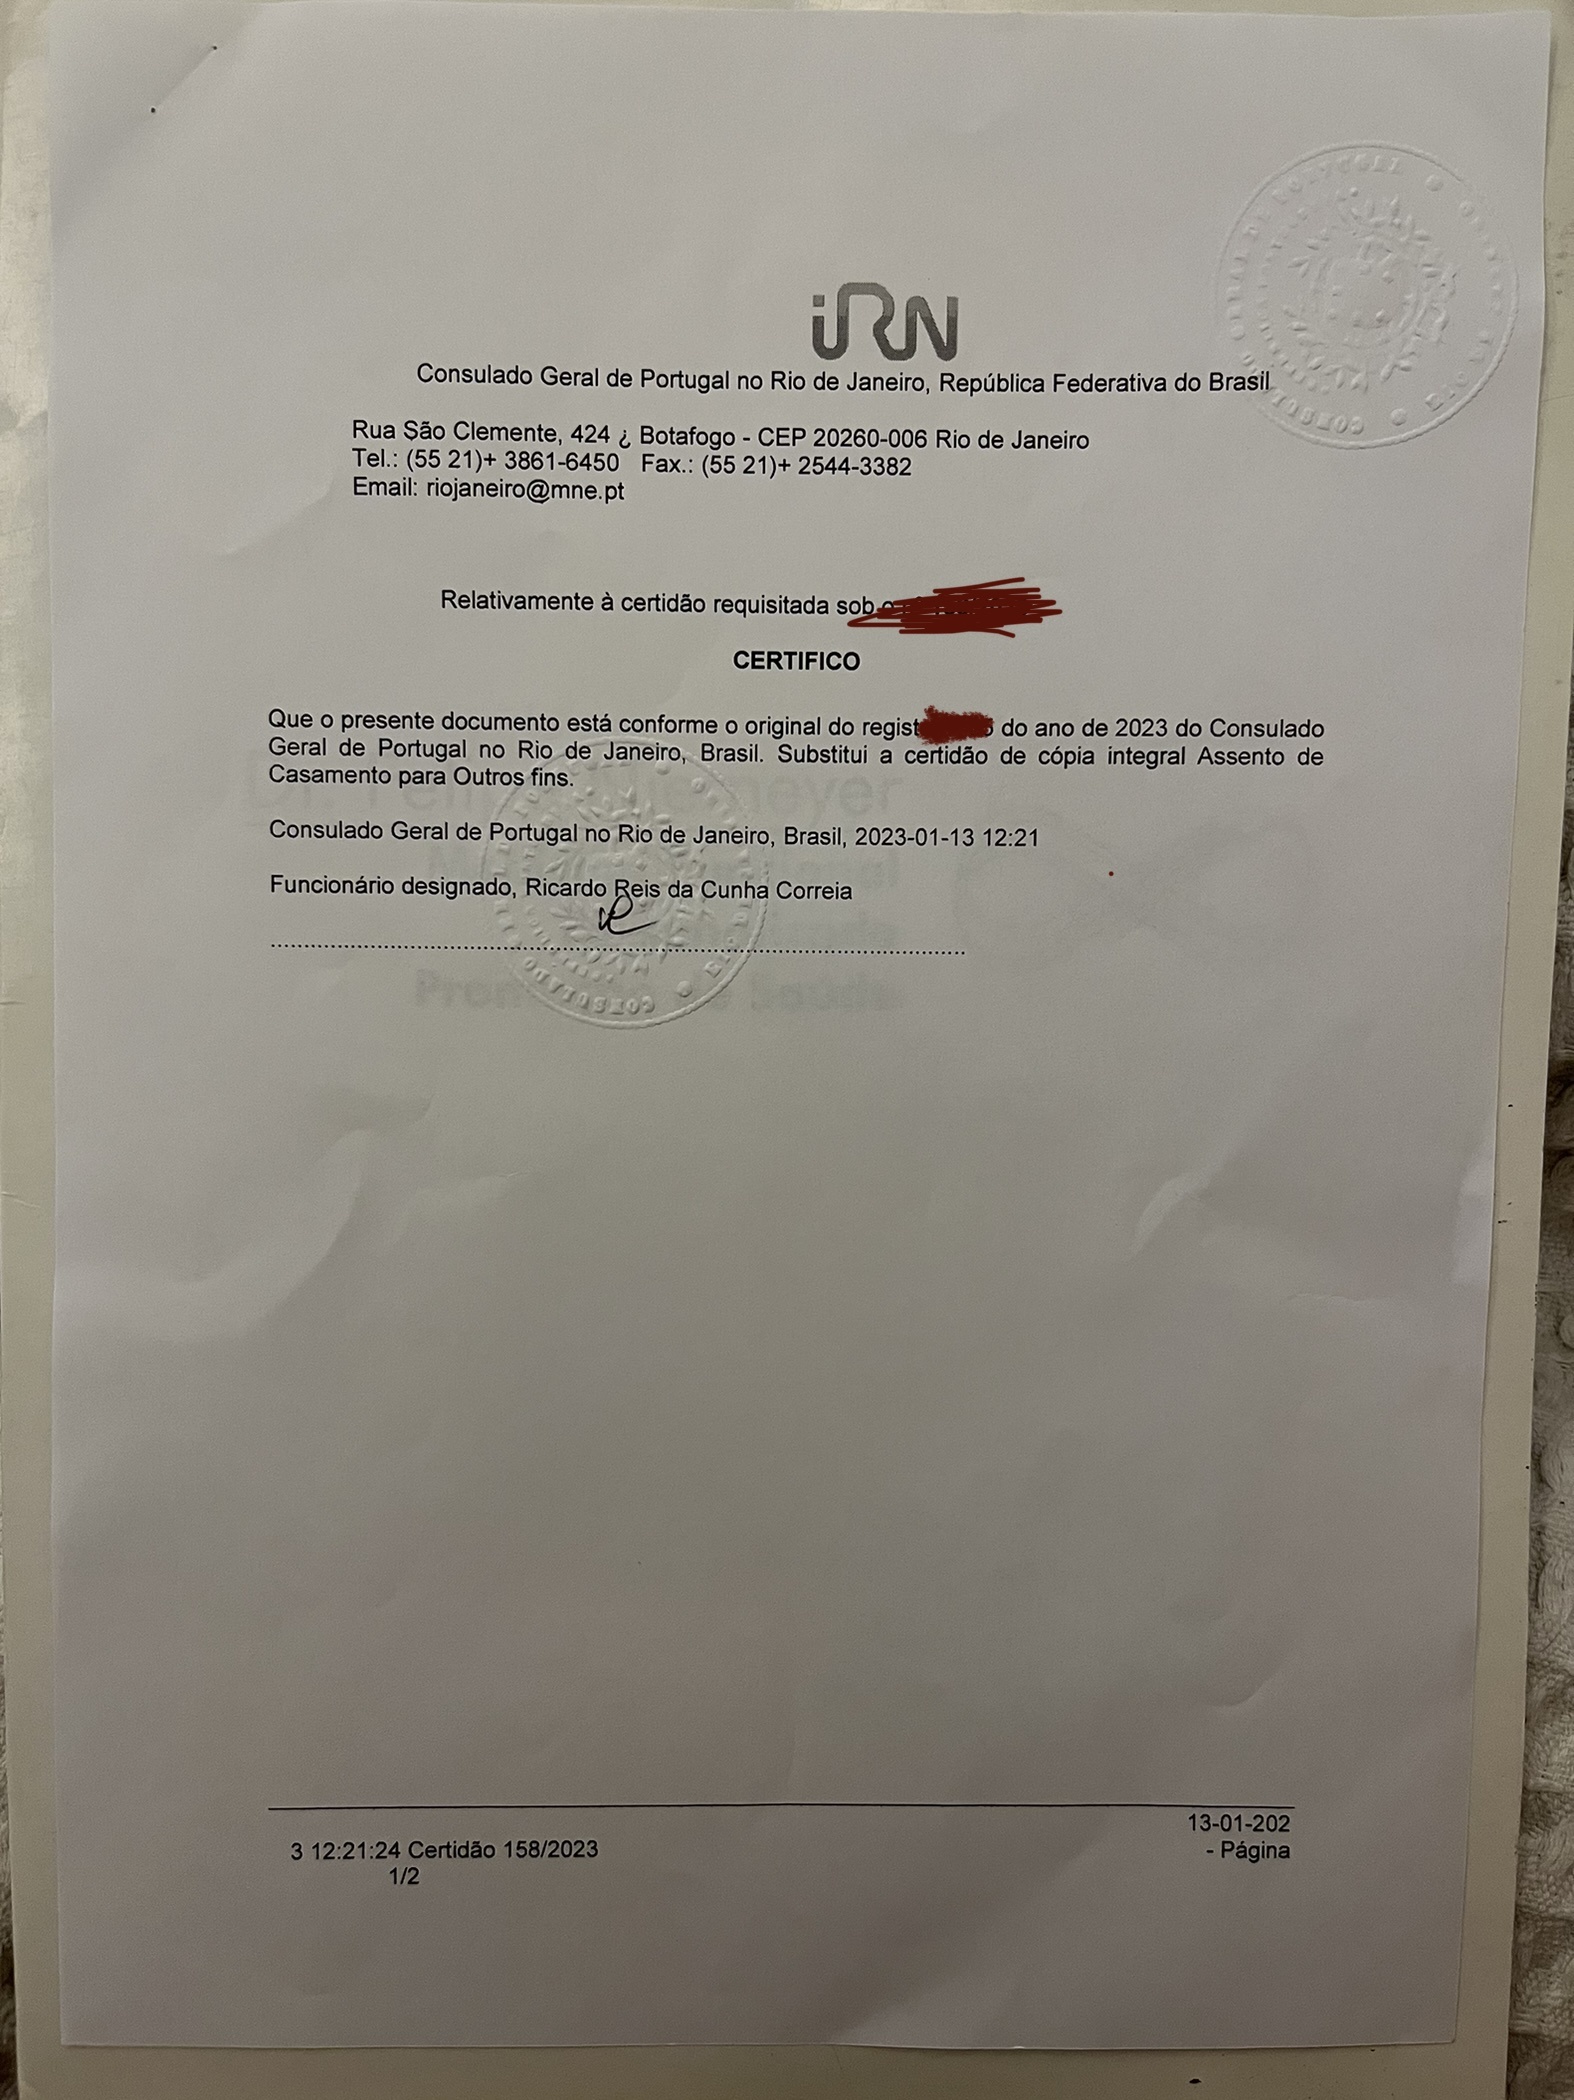 iRN
Consulado Geral de Portugal no Rio de Janeiro, República Federativa do Brasil
Rua São Clemente, 424 ¿ Botafogo - CEP 20260-006 Rio de Janeiro
Tel.: (55 21)+ 3861-6450 Fax.: (55 21)+ 2544-3382
Email: riojaneiro@mne.pt
Relativamente à certidão requisitada sob
CERTIFICO
Que o presente documento está conforme o original do regist do ano de 2023 do Consulado
Geral de Portugal no Rio de Janeiro, Brasil. Substitui a certidão de cópia integral Assento de
Casamento para Outros fins.
Consulado Geral de Portugal no Rio de Janeiro, Brasil, 2023-01-13 12:21
Funcionário designado, Ricardo Reis da Cunha Correia
13-01-202
3 12:21:24 Certidão 158/2023 - Página
1/2